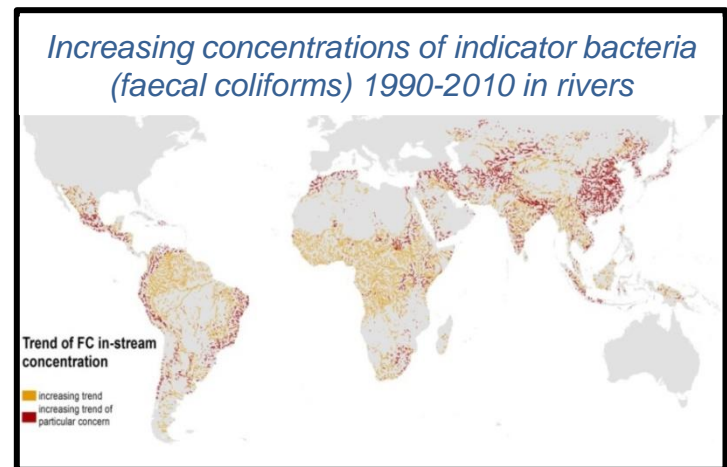 Increasing concentrations of indicator bacteria
(faecal coliforms) 1990-2010 in rivers
Trend of FC in-stream
concentration
increasing trend
increasing trend of
particular concern